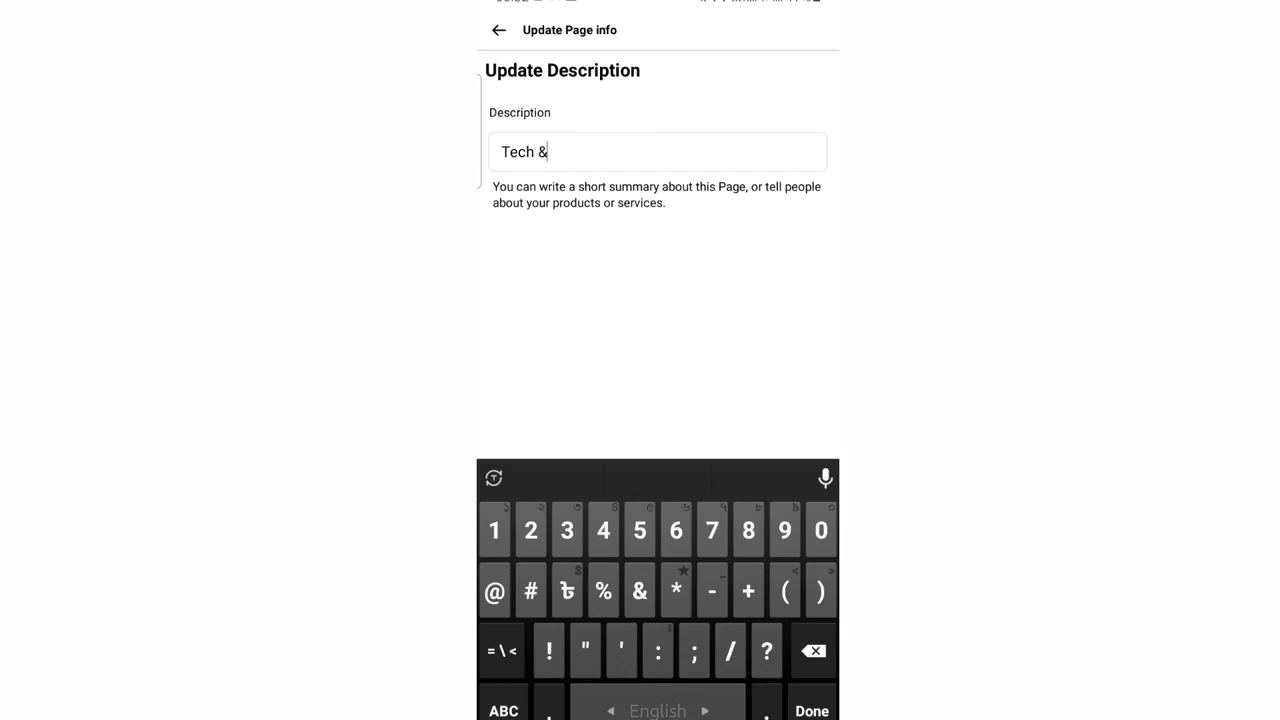 Update Page info
Update Description
Description
Tech &
You can write a short summary about this Page, or tell people
about your products or services.
1 2 3 4 5 6 7 8 9 0
@ # ৳ % & * - + ( )
= \ < ! " ' : ; / ?
ABC , English . Done